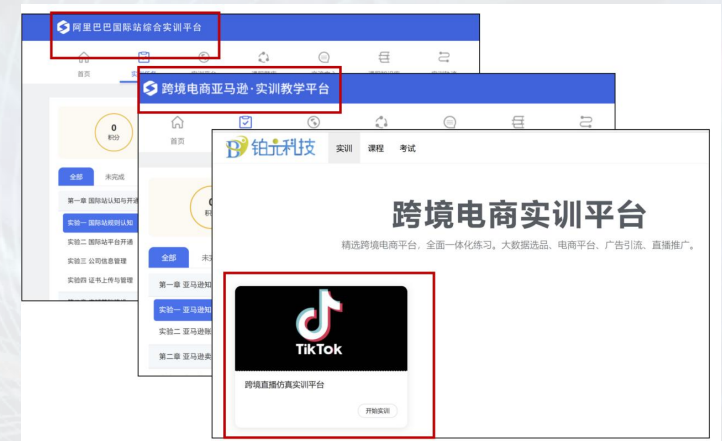 阿里巴巴国际站综合实训平台
首页
0
积分
全部 未完成
第一章 国际站认知与开通
实验一 国际站规则认知
实验二 国际站平台开通
实验三 公司信息管理
实验四 证书上传与管理
跨境电商亚马逊·实训教学平台
首页
全部
第一章 亚马逊知
实验一 亚马逊知
实验二 亚马逊账
第二章 亚马逊卖
铂元科技 实训 课程 考试
跨境电商实训平台
精选跨境电商平台，全面一体化练习。大数据选品、电商平台、广告引流、直播推广。
TikTok
跨境直播仿真实训平台
开始实训